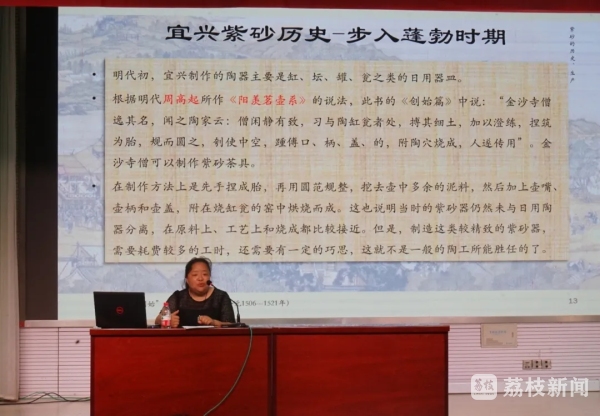 宜兴紫砂历史-步入蓬勃时期
明代初，宜兴制作的陶器主要是缸、坛、罐、瓮之类的日用器皿。
根据明代周高起所作《阳羡茗壶系》的说法，此书的《创始篇》中说：“金沙寺僧
逸其名，闻之陶家云：僧闲静有致，习与陶缸瓮者处，搏其细土，加以澄练，捏筑
为胎，规而圆之，刳使中空，踵傅口、柄、盖、的，附陶穴烧成，人遂传用”。金
沙寺僧可以制作紫砂茶具。
在制作方法上是先手捏成胎，再用圆范规整，挖去壶中多余的泥料，然后加上壶嘴、
壶柄和壶盖，附在烧缸瓮的窑中烘烧而成。这也说明当时的紫砂器仍然未与日用陶
器分离，在原料上、工艺上和烧成都比较接近。但是，制造这类较精致的紫砂器，
需要耗费较多的工时，还需要有一定的巧思，这就不是一般的陶工所能胜任的了。
1506—1521年）
13
荔枝新闻